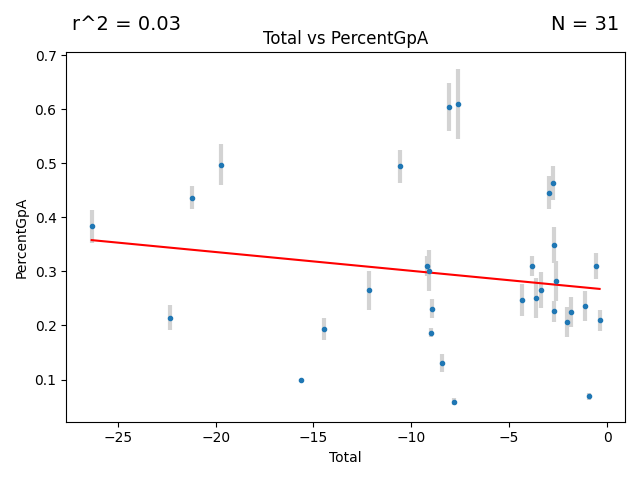 r^2 = 0.03
N = 31
Total vs PercentGpA
PercentGpA
0.7
0.6
0.5
0.4
0.3
0.2
0.1
−25
−20
−15
−10
−5
0
Total